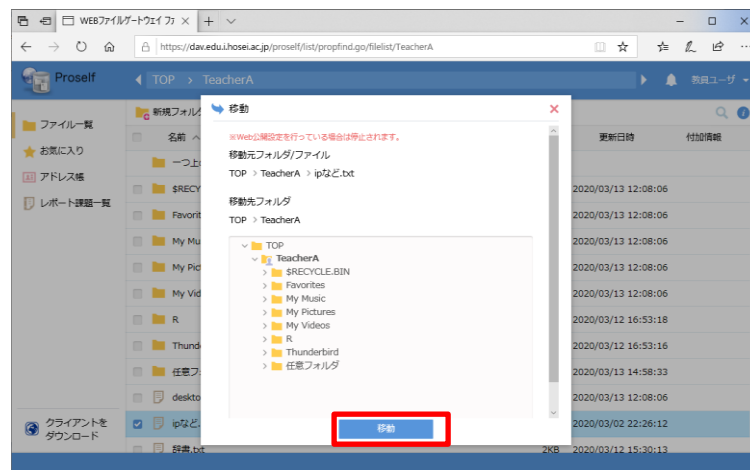 WEBファイルゲートウェイ ファ
https://dav.edu.i.hosei.ac.jp/proself/list/propfind.go/filelist/TeacherA
Proself
TOP > TeacherA
教員ユーザ
ファイル一覧
お気に入り
アドレス帳
レポート課題一覧
クライアントを
ダウンロード
新規フォルダ
名前
更新日時
付加情報
一つ上
$RECY
2020/03/13 12:08:06
Favorit
2020/03/13 12:08:06
My Mu
2020/03/13 12:08:06
My Pic
2020/03/13 12:08:06
My Vid
2020/03/13 12:08:06
R
2020/03/12 16:53:18
Thund
2020/03/12 16:53:16
任意フ
2020/03/13 14:58:33
deskto
2020/03/13 12:08:06
ipなど.
2020/03/02 22:26:12
辞書.txt
2KB
2020/03/12 15:30:13
移動
※Web公開設定を行っている場合は停止されます。
移動元フォルダ/ファイル
TOP > TeacherA > ipなど.txt
移動先フォルダ
TOP > TeacherA
TOP
TeacherA
$RECYCLE.BIN
Favorites
My Music
My Pictures
My Videos
R
Thunderbird
任意フォルダ
移動